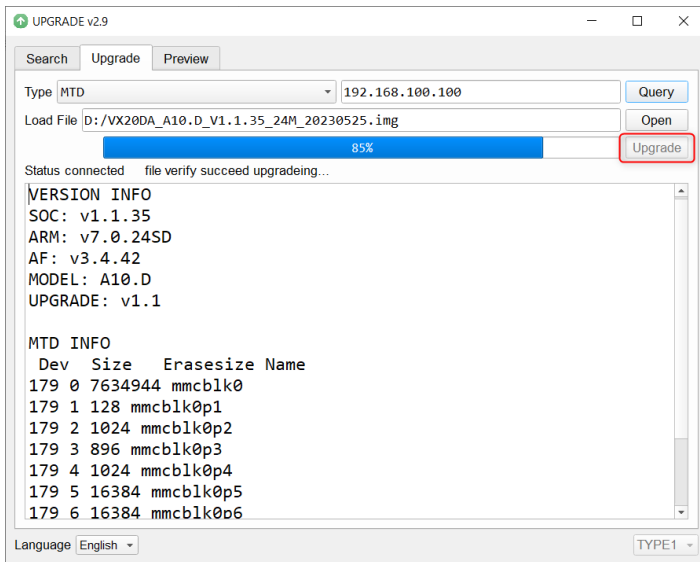 UPGRADE v2.9
Search Upgrade Preview
Type MTD 192.168.100.100 Query
Load File D:/VX20DA_A10.D_V1.1.35_24M_20230525.img Open
85% Upgrade
Status connected file verify succeed upgradeing...
VERSION INFO
SOC: v1.1.35
ARM: v7.0.24SD
AF: v3.4.42
MODEL: A10.D
UPGRADE: v1.1
MTD INFO
Dev Size Erasesize Name
179 0 7634944 mmcblk0
179 1 128 mmcblk0p1
179 2 1024 mmcblk0p2
179 3 896 mmcblk0p3
179 4 1024 mmcblk0p4
179 5 16384 mmcblk0p5
179 6 16384 mmcblk0p6
Language English TYPE1